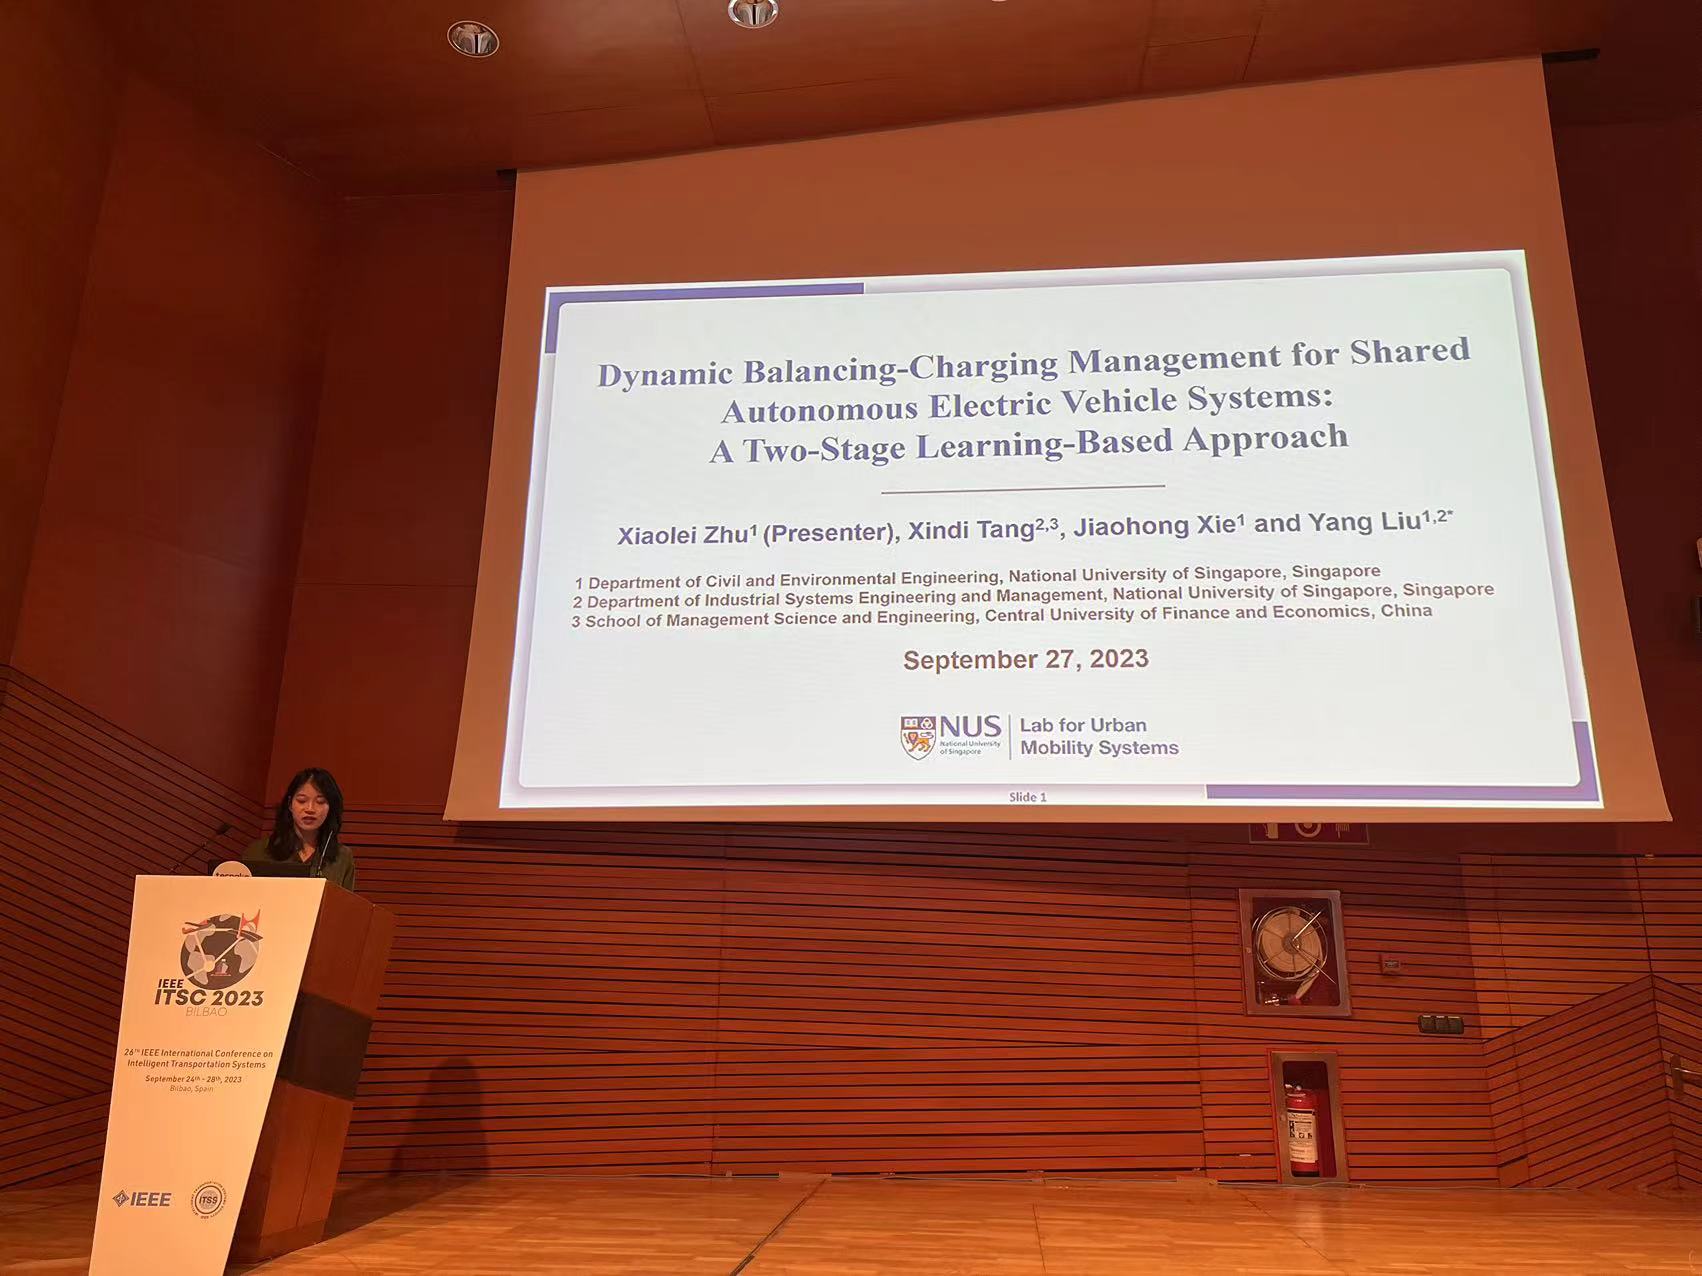 Dynamic Balancing-Charging Management for Shared
Autonomous Electric Vehicle Systems:
A Two-Stage Learning-Based Approach
Xiaolei Zhu¹ (Presenter), Xindi Tang²,³, Jiaohong Xie¹ and Yang Liu¹,²*
1 Department of Civil and Environmental Engineering, National University of Singapore, Singapore
2 Department of Industrial Systems Engineering and Management, National University of Singapore, Singapore
3 School of Management Science and Engineering, Central University of Finance and Economics, China
September 27, 2023
NUS
National University
of Singapore
Lab for Urban
Mobility Systems
Slide 1
IEEE
ITSC 2023
BILBAO
26TH IEEE International Conference on
Intelligent Transportation Systems
September 24th - 28th, 2023
Bilbao, Spain
IEEE
ITSS